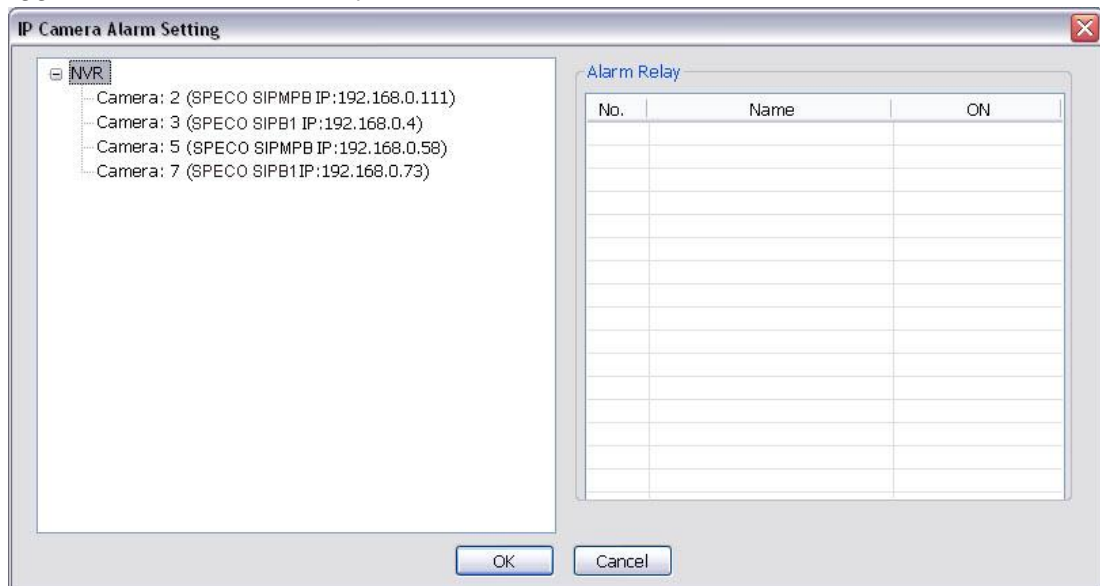 IP Camera Alarm Setting
NVR
Camera: 2 (SPECO SIPMPB IP:192.168.0.111)
Camera: 3 (SPECO SIPB1 IP:192.168.0.4)
Camera: 5 (SPECO SIPMPB IP:192.168.0.58)
Camera: 7 (SPECO SIPB1IP:192.168.0.73)
Alarm Relay
No. Name ON
OK Cancel